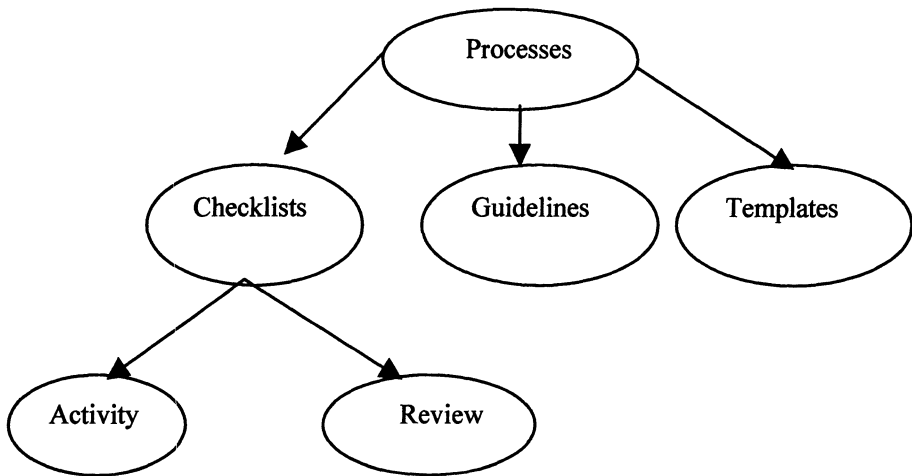 Processes
Checklists
Guidelines
Templates
Activity
Review